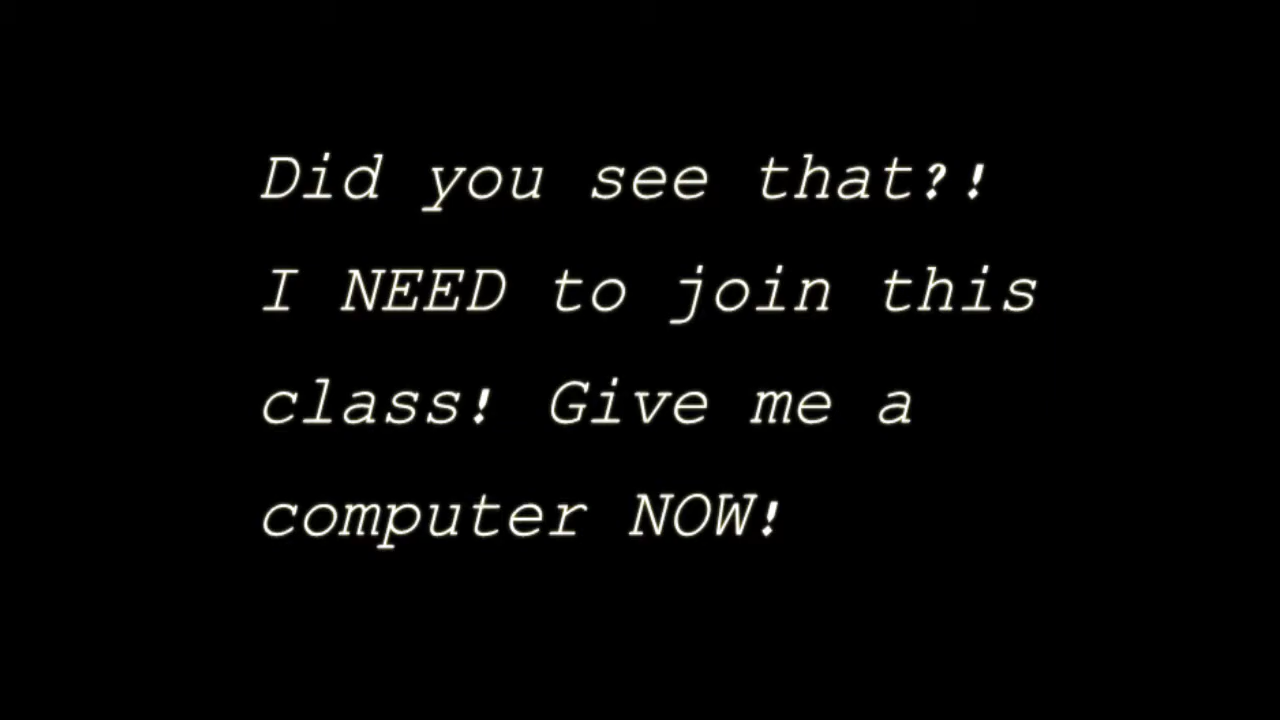 Did you see that?!
I NEED to join this
class! Give me a
computer NOW!